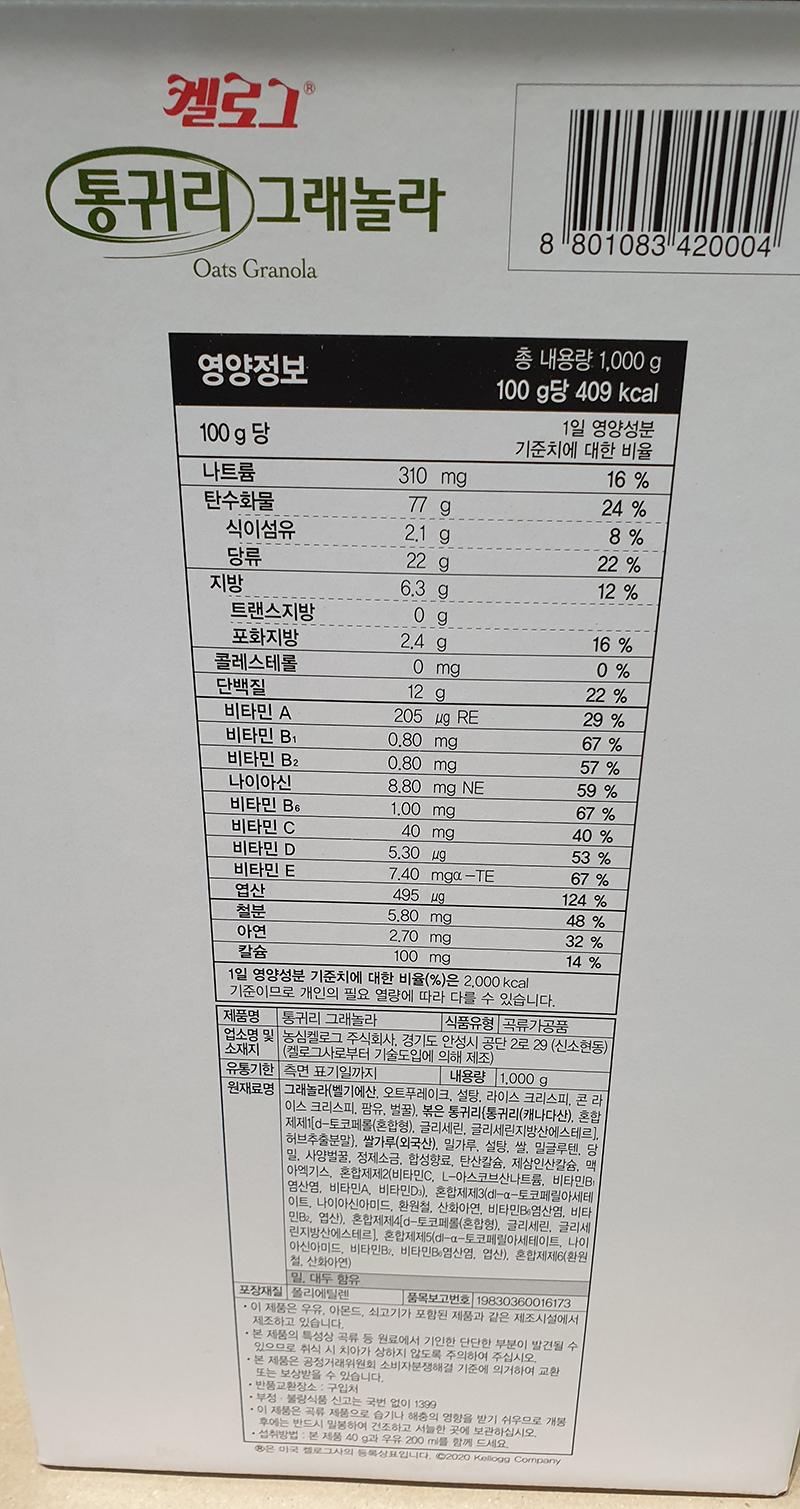 켈로그®
통귀리 그래놀라
Oats Granola
8 801083 420004
영양정보
총 내용량 1,000 g
100 g당 409 kcal
100 g 당
1일 영양성분
기준치에 대한 비율
나트륨 310 mg 16 %
탄수화물 77 g 24 %
식이섬유 2.1 g 8 %
당류 22 g 22 %
지방 6.3 g 12 %
트랜스지방 0 g
포화지방 2.4 g 16 %
콜레스테롤 0 mg 0 %
단백질 12 g 22 %
비타민 A 205 μg RE 29 %
비타민 B₁ 0.80 mg 67 %
비타민 B₂ 0.80 mg 57 %
나이아신 8.80 mg NE 59 %
비타민 B₆ 1.00 mg 67 %
비타민 C 40 mg 40 %
비타민 D 5.30 μg 53 %
비타민 E 7.40 mgα-TE 67 %
엽산 495 μg 124 %
철분 5.80 mg 48 %
아연 2.70 mg 32 %
칼슘 100 mg 14 %
1일 영양성분 기준치에 대한 비율(%)은 2,000 kcal
기준이므로 개인의 필요 열량에 따라 다를 수 있습니다.
제품명 통귀리 그래놀라 식품유형 곡류가공품
업소명 및 소재지 농심켈로그 주식회사, 경기도 안성시 공단 2로 29 (신소현동)
(켈로그사로부터 기술도입에 의해 제조)
유통기한 측면 표기일까지 내용량 1,000 g
원재료명 그래놀라(벨기에산, 오트푸레이크, 설탕, 라이스 크리스피, 콘 라
이스 크리스피, 팜유, 벌꿀), 볶은 통귀리{통귀리(캐나다산), 혼합
제제1[d-토코페롤(혼합형), 글리세린, 글리세린지방산에스테르],
허브추출분말}, 쌀가루(외국산), 밀가루, 설탕, 쌀, 밀글루텐, 당
밀, 사양벌꿀, 정제소금, 합성향료, 탄산칼슘, 제삼인산칼슘, 맥
아엑기스, 혼합제제2(비타민C, L-아스코브산나트륨, 비타민B₁
염산염, 비타민A, 비타민D₃), 혼합제제3(dl-α-토코페릴아세테
이트, 나이아신아미드, 환원철, 산화아연, 비타민B₆염산염, 비타
민B₂, 엽산), 혼합제제4[d-토코페롤(혼합형), 글리세린, 글리세
린지방산에스테르], 혼합제제5(dl-α-토코페릴아세테이트, 나이
아신아미드, 비타민B₂, 비타민B₆염산염, 엽산), 혼합제제6(환원
철, 산화아연)
밀, 대두 함유
포장재질 폴리에틸렌 품목보고번호 19830360016173
• 이 제품은 우유, 아몬드, 쇠고기가 포함된 제품과 같은 제조시설에서
제조하고 있습니다.
• 본 제품의 특성상 곡류 등 원료에서 기인한 단단한 부분이 발견될 수
있으므로 취식 시 치아가 상하지 않도록 주의하여 주십시오.
• 본 제품은 공정거래위원회 소비자분쟁해결 기준에 의거하여 교환
또는 보상받을 수 있습니다.
• 반품교환장소 : 구입처
• 부정 · 불량식품 신고는 국번 없이 1399
• 이 제품은 곡류 제품으로 습기나 해충의 영향을 받기 쉬우므로 개봉
후에는 반드시 밀봉하여 건조하고 서늘한 곳에 보관하십시오.
• 섭취방법 : 본 제품 40 g과 우유 200 ml를 함께 드세요.
®은 미국 켈로그사의 등록상표입니다. ©2020 Kellogg Company